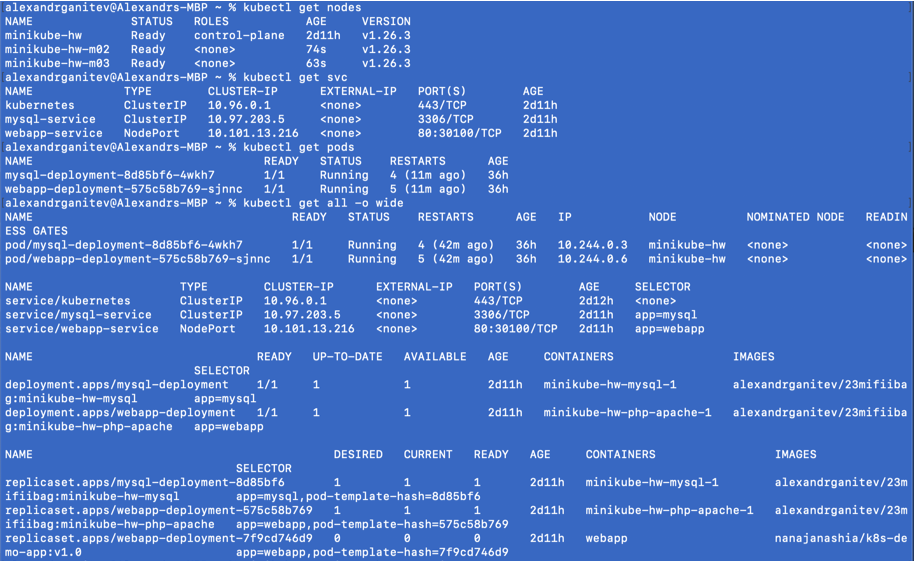 alexandrganitev@Alexandrs-MBP ~ % kubectl get nodes
NAME STATUS ROLES AGE VERSION
minikube-hw Ready control-plane 2d11h v1.26.3
minikube-hw-m02 Ready <none> 74s v1.26.3
minikube-hw-m03 Ready <none> 63s v1.26.3
alexandrganitev@Alexandrs-MBP ~ % kubectl get svc
NAME TYPE CLUSTER-IP EXTERNAL-IP PORT(S) AGE
kubernetes ClusterIP 10.96.0.1 <none> 443/TCP 2d11h
mysql-service ClusterIP 10.97.203.5 <none> 3306/TCP 2d11h
webapp-service NodePort 10.101.13.216 <none> 80:30100/TCP 2d11h
alexandrganitev@Alexandrs-MBP ~ % kubectl get pods
NAME READY STATUS RESTARTS AGE
mysql-deployment-8d85bf6-4wkh7 1/1 Running 4 (11m ago) 36h
webapp-deployment-575c58b769-sjnnc 1/1 Running 5 (11m ago) 36h
alexandrganitev@Alexandrs-MBP ~ % kubectl get all -o wide
NAME READY STATUS RESTARTS AGE IP NODE NOMINATED NODE READIN
ESS GATES
pod/mysql-deployment-8d85bf6-4wkh7 1/1 Running 4 (42m ago) 36h 10.244.0.3 minikube-hw <none> <none>
pod/webapp-deployment-575c58b769-sjnnc 1/1 Running 5 (42m ago) 36h 10.244.0.6 minikube-hw <none> <none>
NAME TYPE CLUSTER-IP EXTERNAL-IP PORT(S) AGE SELECTOR
service/kubernetes ClusterIP 10.96.0.1 <none> 443/TCP 2d12h <none>
service/mysql-service ClusterIP 10.97.203.5 <none> 3306/TCP 2d11h app=mysql
service/webapp-service NodePort 10.101.13.216 <none> 80:30100/TCP 2d11h app=webapp
NAME READY UP-TO-DATE AVAILABLE AGE CONTAINERS IMAGES
SELECTOR
deployment.apps/mysql-deployment 1/1 1 1 2d11h minikube-hw-mysql-1 alexandrganitev/23mifiiba
g:minikube-hw-mysql app=mysql
deployment.apps/webapp-deployment 1/1 1 1 2d11h minikube-hw-php-apache-1 alexandrganitev/23mifiiba
g:minikube-hw-php-apache app=webapp
NAME DESIRED CURRENT READY AGE CONTAINERS IMAGES
SELECTOR
replicaset.apps/mysql-deployment-8d85bf6 1 1 1 2d11h minikube-hw-mysql-1 alexandrganitev/23m
ifiibag:minikube-hw-mysql app=mysql,pod-template-hash=8d85bf6
replicaset.apps/webapp-deployment-575c58b769 1 1 1 2d11h minikube-hw-php-apache-1 alexandrganitev/23m
ifiibag:minikube-hw-php-apache app=webapp,pod-template-hash=575c58b769
replicaset.apps/webapp-deployment-7f9cd746d9 0 0 0 2d11h webapp nanajanashia/k8s-de
mo-app:v1.0 app=webapp,pod-template-hash=7f9cd746d9